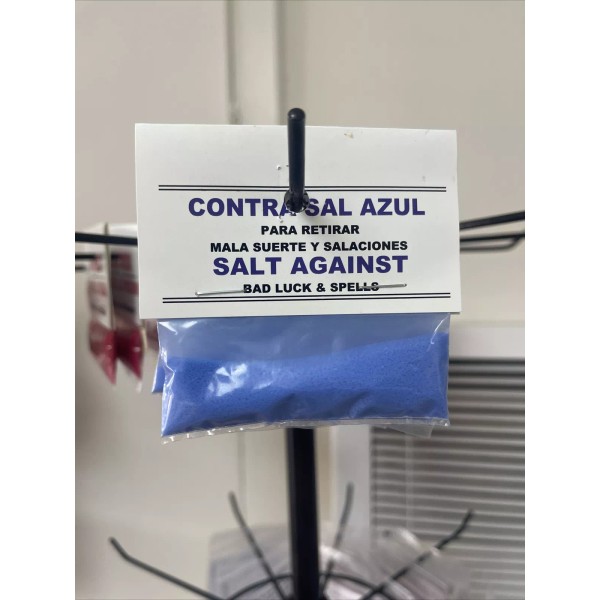 CONTRA SAL AZUL
PARA RETIRAR
MALA SUERTE Y SALACIONES
SALT AGAINST
BAD LUCK & SPELLS